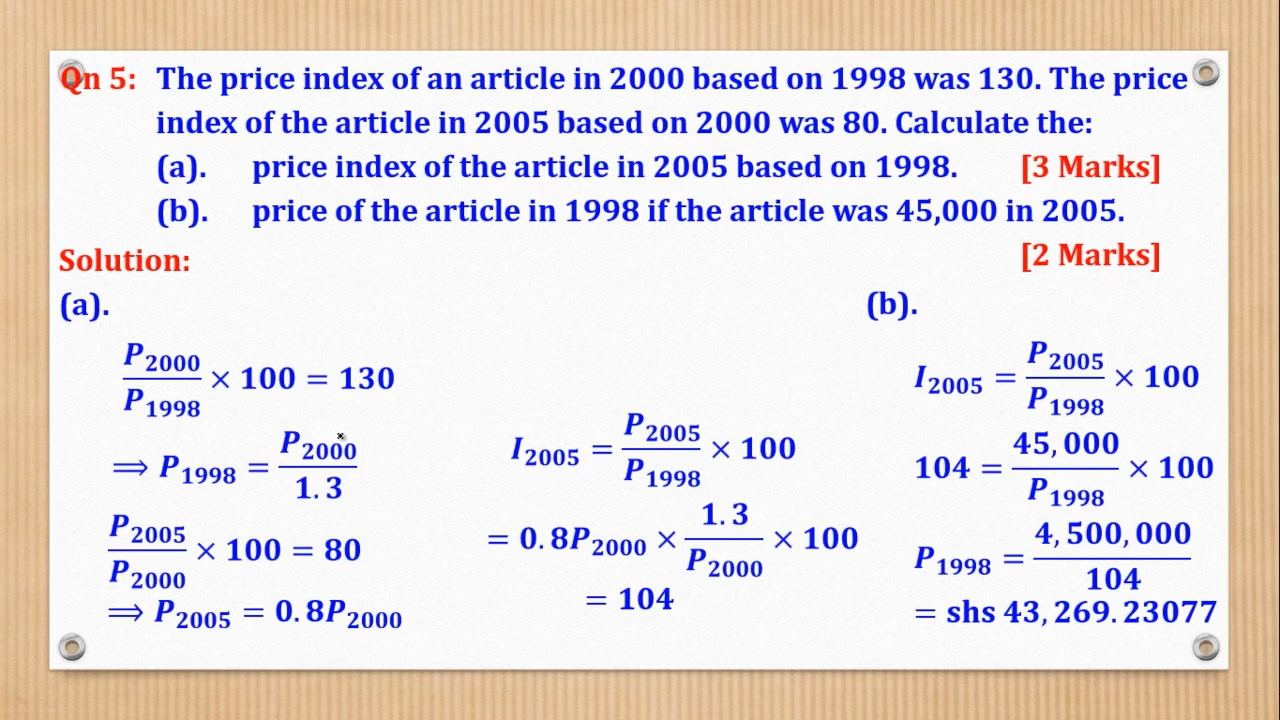 Qn 5: The price index of an article in 2000 based on 1998 was 130. The price
index of the article in 2005 based on 2000 was 80. Calculate the:
(a). price index of the article in 2005 based on 1998. [3 Marks]
(b). price of the article in 1998 if the article was 45,000 in 2005.
[2 Marks]
Solution:
(a).
P₂₀₀₀/P₁₉₉₈ × 100 = 130
⟹ P₁₉₉₈ = P₂₀₀₀/1.3
P₂₀₀₅/P₂₀₀₀ × 100 = 80
⟹ P₂₀₀₅ = 0.8P₂₀₀₀
I₂₀₀₅ = P₂₀₀₅/P₁₉₉₈ × 100
= 0.8P₂₀₀₀ × 1.3/P₂₀₀₀ × 100
= 104
(b).
I₂₀₀₅ = P₂₀₀₅/P₁₉₉₈ × 100
104 = 45,000/P₁₉₉₈ × 100
P₁₉₉₈ = 4,500,000/104
= shs 43,269.23077